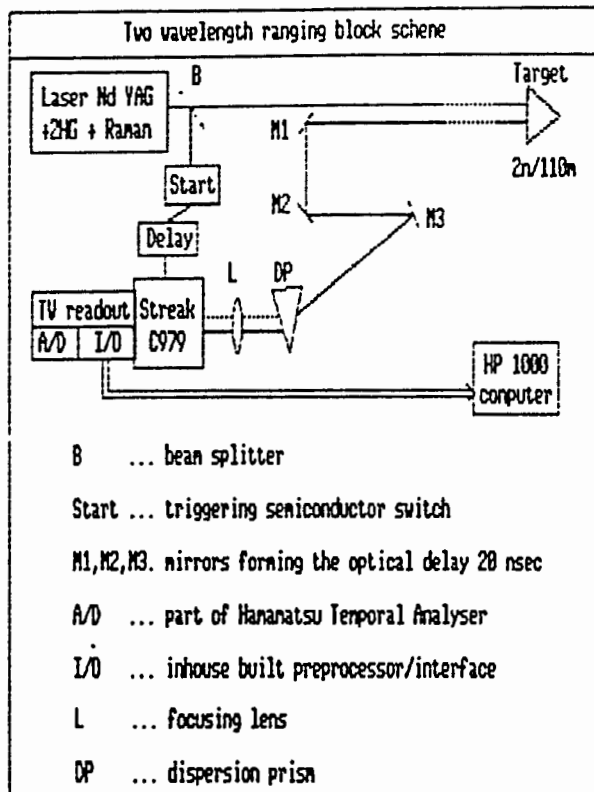 Two wavelength ranging block scheme
B
Target
Laser Nd YAG
+2HG + Raman
M1
2m/110m
Start
M2
M3
Delay
L
DP
TV readout
Streak
A/D
I/O
C979
HP 1000
computer
B ... beam splitter
Start ... triggering semiconductor switch
M1,M2,M3. mirrors forming the optical delay 20 nsec
A/D ... part of Hamamatsu Temporal Analyser
I/O ... inhouse built preprocessor/interface
L ... focusing lens
DP ... dispersion prism